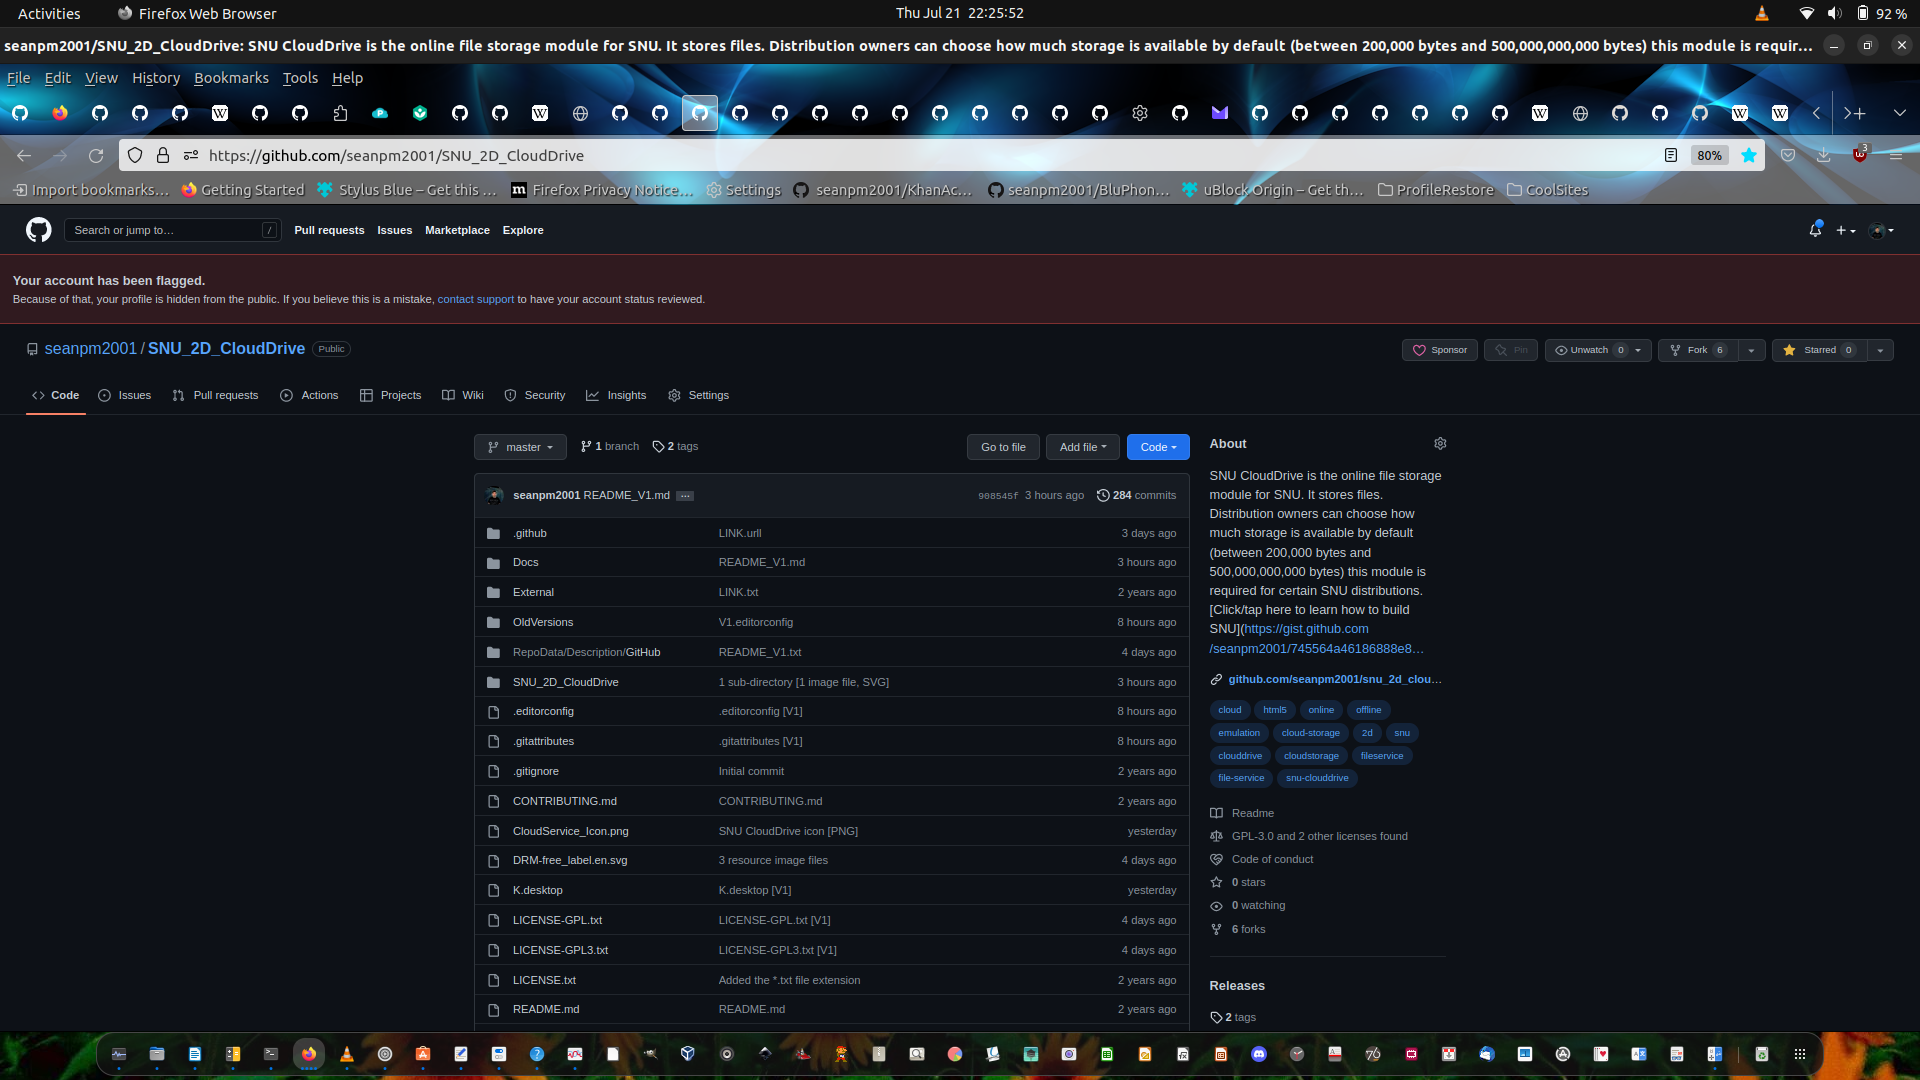 Activities Firefox Web Browser Thu Jul 21 22:25:52 92 %
seanpm2001/SNU_2D_CloudDrive: SNU CloudDrive is the online file storage module for SNU. It stores files. Distribution owners can choose how much storage is available by default (between 200,000 bytes and 500,000,000,000 bytes) this module is requir...
File Edit View History Bookmarks Tools Help
https://github.com/seanpm2001/SNU_2D_CloudDrive 80% 3
Import bookmarks... Getting Started Stylus Blue – Get this ... Firefox Privacy Notice... Settings seanpm2001/KhanAc... seanpm2001/BluPhon... uBlock Origin – Get th... ProfileRestore CoolSites
Search or jump to... / Pull requests Issues Marketplace Explore
Your account has been flagged.
Because of that, your profile is hidden from the public. If you believe this is a mistake, contact support to have your account status reviewed.
seanpm2001 / SNU_2D_CloudDrive Public Sponsor Pin Unwatch 0 Fork 6 Starred 0
Code Issues Pull requests Actions Projects Wiki Security Insights Settings
master 1 branch 2 tags Go to file Add file Code
seanpm2001 README_V1.md ... 908545f 3 hours ago 284 commits
.github LINK.urll 3 days ago
Docs README_V1.md 3 hours ago
External LINK.txt 2 years ago
OldVersions V1.editorconfig 8 hours ago
RepoData/Description/GitHub README_V1.txt 4 days ago
SNU_2D_CloudDrive 1 sub-directory [1 image file, SVG] 3 hours ago
.editorconfig .editorconfig [V1] 8 hours ago
.gitattributes .gitattributes [V1] 8 hours ago
.gitignore Initial commit 2 years ago
CONTRIBUTING.md CONTRIBUTING.md 2 years ago
CloudService_Icon.png SNU CloudDrive icon [PNG] yesterday
DRM-free_label.en.svg 3 resource image files 4 days ago
K.desktop K.desktop [V1] yesterday
LICENSE-GPL.txt LICENSE-GPL.txt [V1] 4 days ago
LICENSE-GPL3.txt LICENSE-GPL3.txt [V1] 4 days ago
LICENSE.txt Added the *.txt file extension 2 years ago
README.md README.md 2 years ago
About
SNU CloudDrive is the online file storage
module for SNU. It stores files.
Distribution owners can choose how
much storage is available by default
(between 200,000 bytes and
500,000,000,000 bytes) this module is
required for certain SNU distributions.
[Click/tap here to learn how to build
SNU](https://gist.github.com
/seanpm2001/745564a46186888e8...
github.com/seanpm2001/snu_2d_clou...
cloud html5 online offline
emulation cloud-storage 2d snu
clouddrive cloudstorage fileservice
file-service snu-clouddrive
Readme
GPL-3.0 and 2 other licenses found
Code of conduct
0 stars
0 watching
6 forks
Releases
2 tags